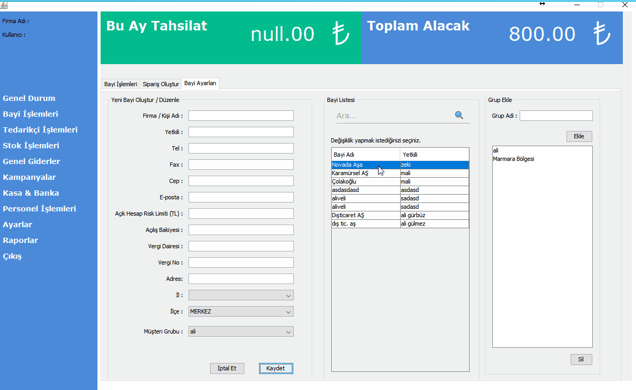 Firma Adı :
Kullanıcı :
Bu Ay Tahsilat
null.00 ₺
Toplam Alacak
800.00 ₺
Genel Durum
Bayi İşlemleri
Tedarikçi İşlemleri
Stok İşlemleri
Genel Giderler
Kampanyalar
Kasa & Banka
Personel İşlemleri
Ayarlar
Raporlar
Çıkış
Bayi İşlemleri Sipariş Oluştur Bayi Ayarları
Yeni Bayi Oluştur / Düzenle
Firma / Kişi Adı :
Yetkili :
Tel :
Fax :
Cep :
E-posta :
Açık Hesap Risk Limiti (TL) :
Açılış Bakiyesi :
Vergi Dairesi :
Vergi No :
Adres:
İl :
İlçe : MERKEZ
Müşteri Grubu : ali
İptal Et Kaydet
Bayi Listesi
Ara...
Değişiklik yapmak istediğinizi seçiniz.
Bayi Adı Yetkili
Novada Aşa zeki
Karamürsel AŞ mali
Çolakoğlu mali
asdasdasd asdasd
aliveli sadasd
aliveli sadasd
Dışticaret AŞ ali gürbüz
dış tic. aş ali gülmez
Grup Ekle
Grup Adı :
Ekle
ali
Marmara Bölgesi
Sil